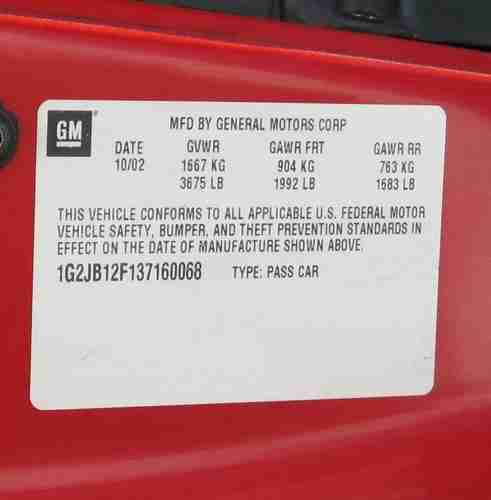 GM
MFD BY GENERAL MOTORS CORP
DATE GVWR GAWR FRT GAWR RR
10/02 1667 KG 904 KG 763 KG
3675 LB 1992 LB 1683 LB
THIS VEHICLE CONFORMS TO ALL APPLICABLE U.S. FEDERAL MOTOR
VEHICLE SAFETY, BUMPER, AND THEFT PREVENTION STANDARDS IN
EFFECT ON THE DATE OF MANUFACTURE SHOWN ABOVE.
1G2JB12F137160068 TYPE: PASS CAR